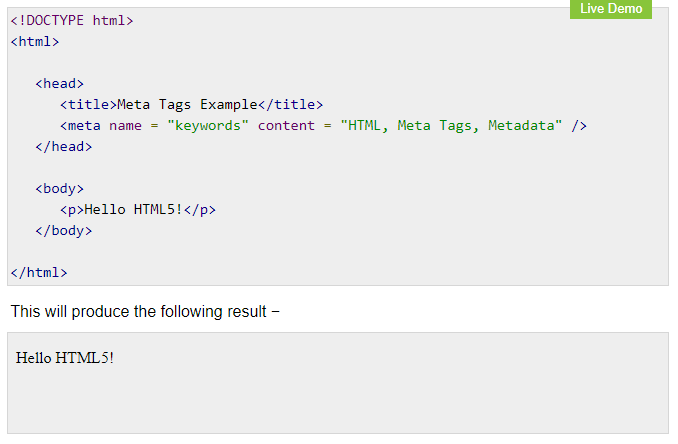 Live Demo
<!DOCTYPE html>
<html>
<head>
<title>Meta Tags Example</title>
<meta name = "keywords" content = "HTML, Meta Tags, Metadata" />
</head>
<body>
<p>Hello HTML5!</p>
</body>
</html>
This will produce the following result −
Hello HTML5!